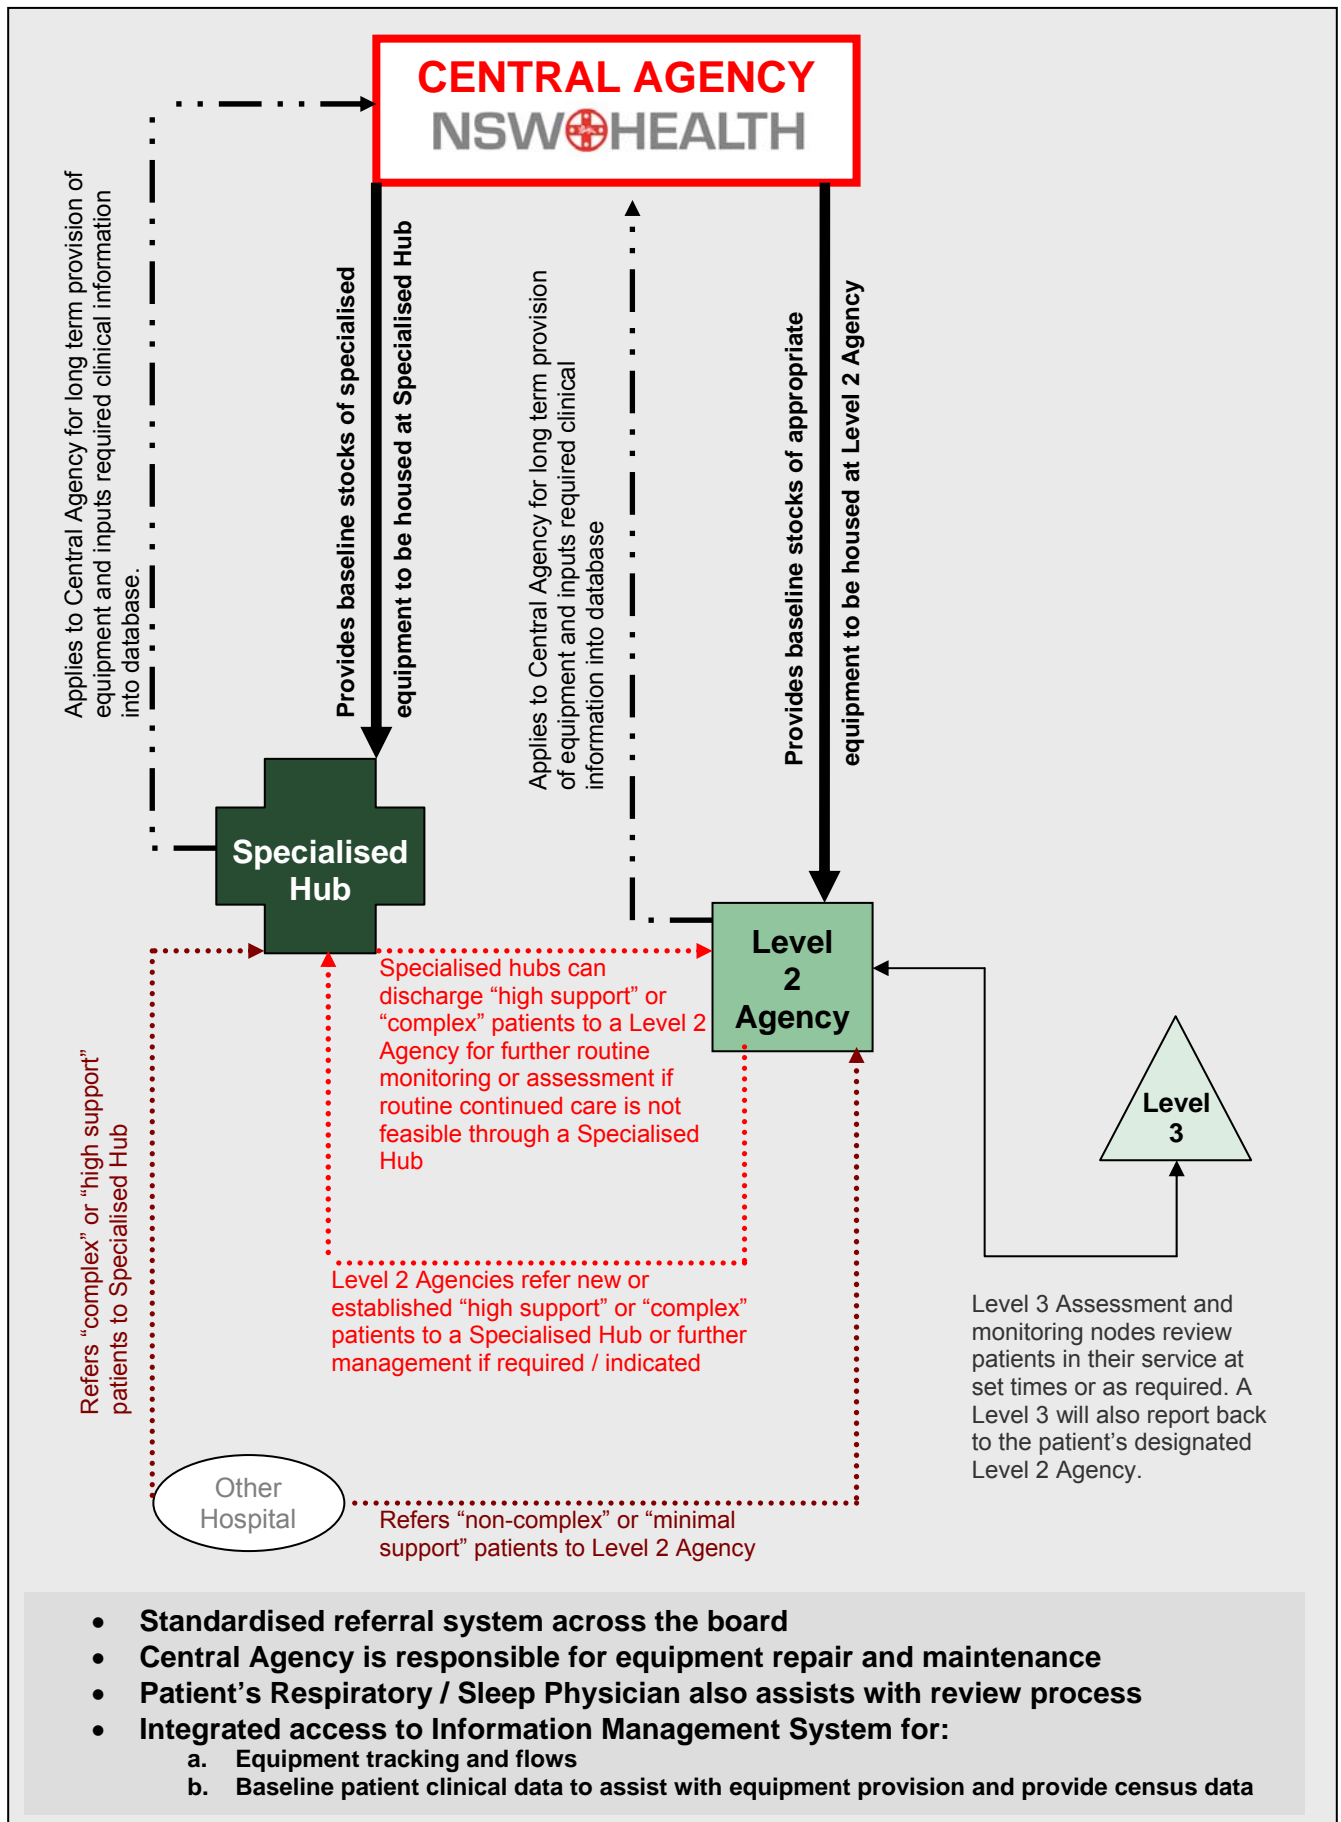 CENTRAL AGENCY
NSW HEALTH
Applies to Central Agency for long term provision of
equipment and inputs required clinical information
into database.
Provides baseline stocks of specialised
equipment to be housed at Specialised Hub
Applies to Central Agency for long term provision
of equipment and inputs required clinical
information into database
Provides baseline stocks of appropriate
equipment to be housed at Level 2 Agency
Specialised
Hub
Level
2
Agency
Specialised hubs can
discharge “high support” or
“complex” patients to a Level 2
Agency for further routine
monitoring or assessment if
routine continued care is not
feasible through a Specialised
Hub
Level
3
Refers “complex” or “high support”
patients to Specialised Hub
Level 2 Agencies refer new or
established “high support” or “complex”
patients to a Specialised Hub or further
management if required / indicated
Level 3 Assessment and
monitoring nodes review
patients in their service at
set times or as required. A
Level 3 will also report back
to the patient’s designated
Level 2 Agency.
Other
Hospital
Refers “non-complex” or “minimal
support” patients to Level 2 Agency
• Standardised referral system across the board
• Central Agency is responsible for equipment repair and maintenance
• Patient’s Respiratory / Sleep Physician also assists with review process
• Integrated access to Information Management System for:
a. Equipment tracking and flows
b. Baseline patient clinical data to assist with equipment provision and provide census data